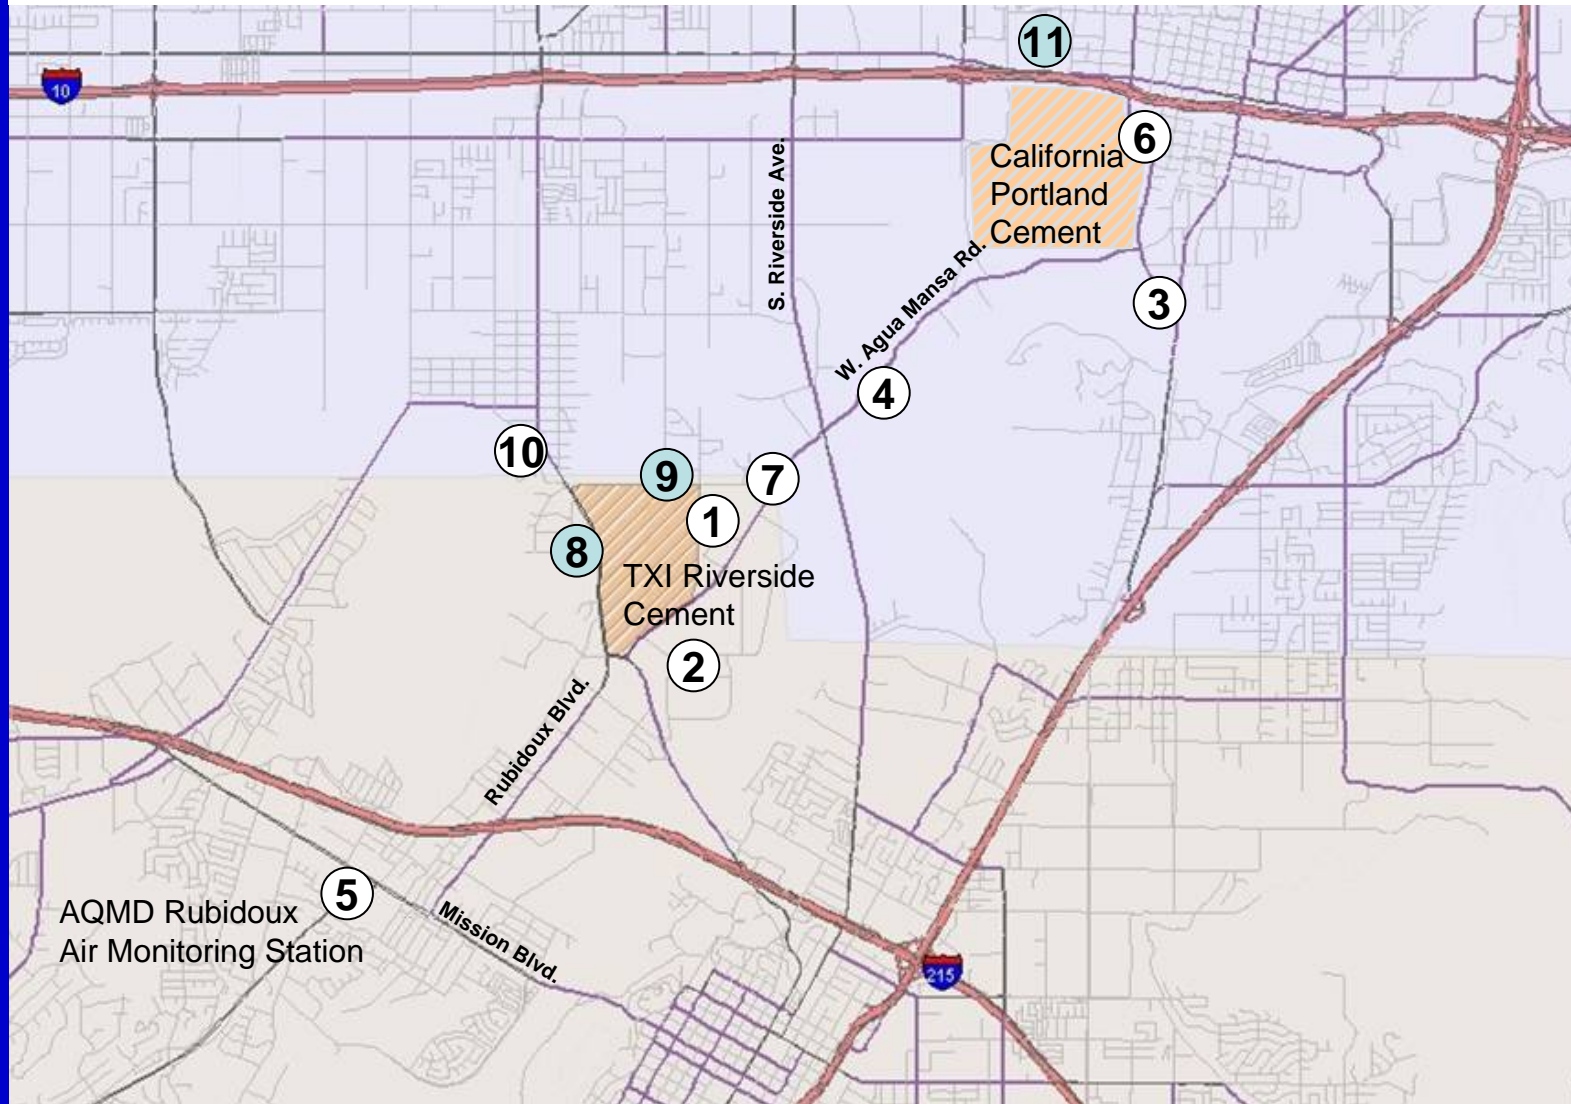 11
10
6
California
Portland
Cement
S. Riverside Ave.
W. Agua Mansa Rd.
3
4
10
9
7
1
8
TXI Riverside
Cement
2
Rubidoux Blvd.
5
AQMD Rubidoux
Air Monitoring Station
Mission Blvd.
215